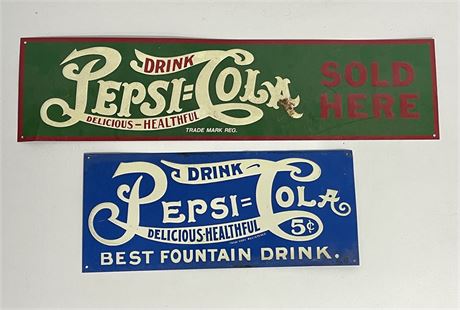 DRINK
PEPSI=COLA
DELICIOUS-HEALTHFUL
TRADE MARK REG.
SOLD
HERE
DRINK
PEPSI=COLA
DELICIOUS-HEALTHFUL
5¢
BEST FOUNTAIN DRINK.